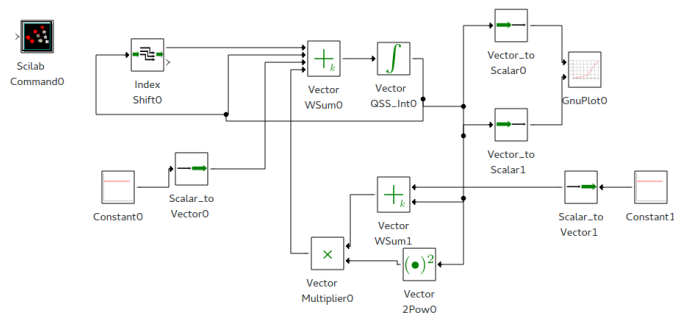 Scilab
Command0
Index
Shift0
+k
Vector
WSum0
∫
Vector
QSS_Int0
Vector_to
Scalar0
GnuPlot0
Vector_to
Scalar1
Constant0
Scalar_to
Vector0
+k
Vector
WSum1
Scalar_to
Vector1
Constant1
×
Vector
Multiplier0
(•)²
Vector
2Pow0